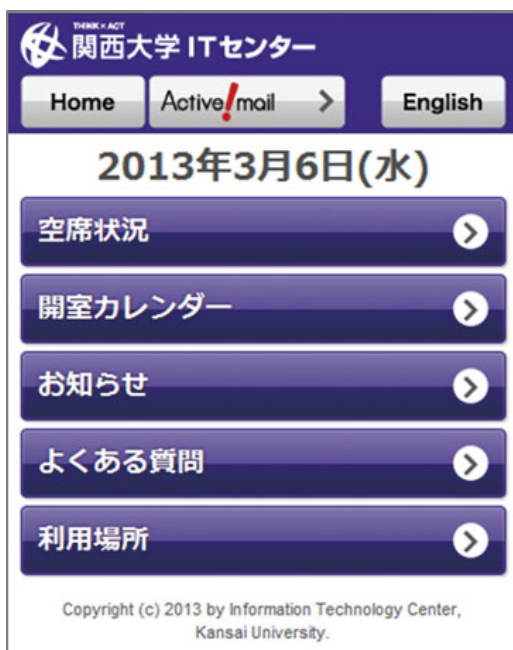 THINK×ACT
関西大学 ITセンター
Home Active!mail English
2013年3月6日(水)
空席状況
開室カレンダー
お知らせ
よくある質問
利用場所
Copyright (c) 2013 by Information Technology Center,
Kansai University.